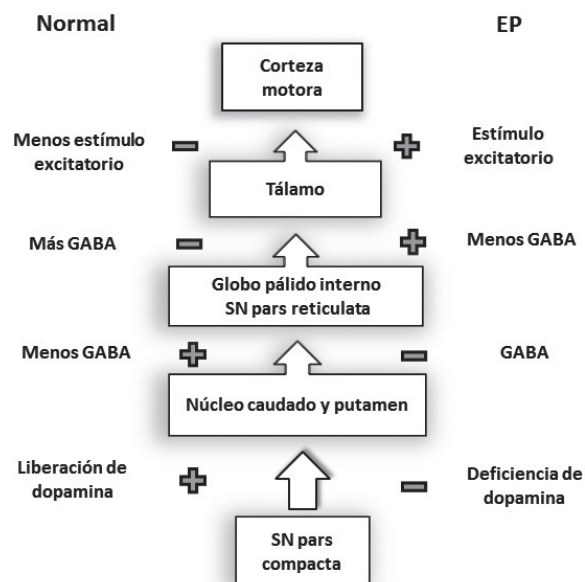 Normal
EP
Corteza
motora
Menos estímulo
excitatorio
Estímulo
excitatorio
Tálamo
Más GABA
Menos GABA
Globo pálido interno
SN pars reticulata
Menos GABA
GABA
Núcleo caudado y putamen
Liberación de
dopamina
Deficiencia de
dopamina
SN pars
compacta